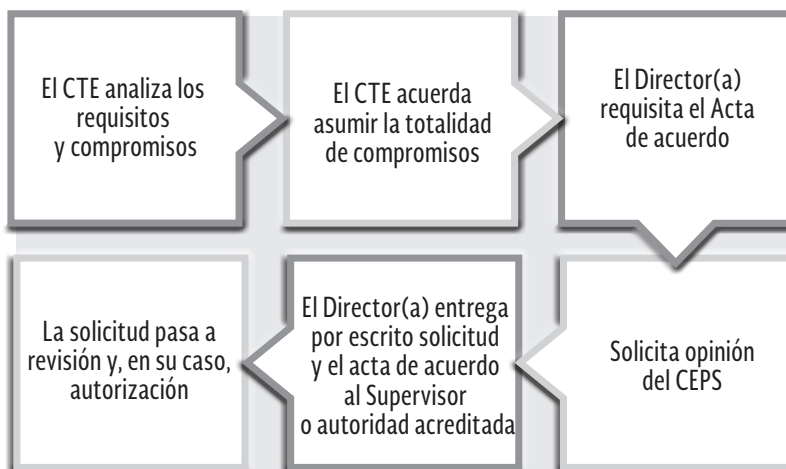 El CTE analiza los
requisitos
y compromisos
El CTE acuerda
asumir la totalidad
de compromisos
El Director(a)
requisita el Acta
de acuerdo
Solicita opinión
del CEPS
El Director(a) entrega
por escrito solicitud
y el acta de acuerdo
al Supervisor
o autoridad acreditada
La solicitud pasa a
revisión y, en su caso,
autorización